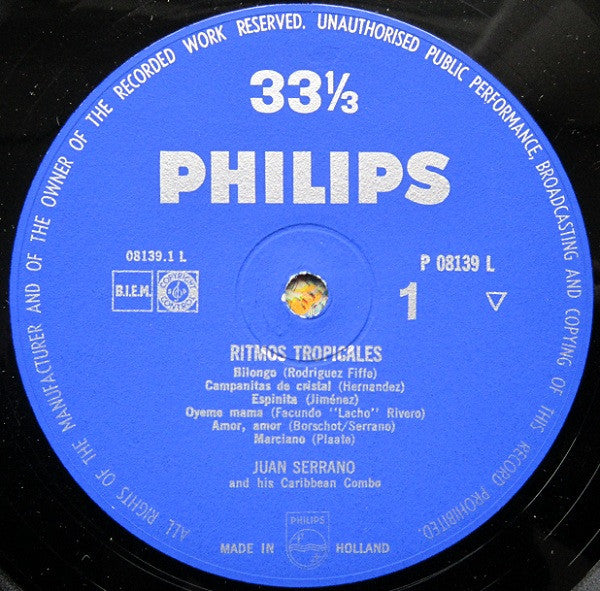 ALL RIGHTS OF THE MANUFACTURER AND OF THE OWNER OF THE RECORDED WORK RESERVED. UNAUTHORISED PUBLIC PERFORMANCE, BROADCASTING AND COPYING OF THIS RECORD PROHIBITED.
33⅓
PHILIPS
08139.1 L
P 08139 L
B.I.E.M.
COPYRIGHT
CONTROL
1
RITMOS TROPICALES
Bilongo (Rodriguez Fiffe)
Campanitas de cristal (Hernandez)
Espinita (Jiménez)
Oyeme mama (Facundo "Lacho" Rivero)
Amor, amor (Borschot/Serrano)
Marciano (Plaate)
JUAN SERRANO
and his Caribbean Combo
PHILIPS
MADE IN HOLLAND